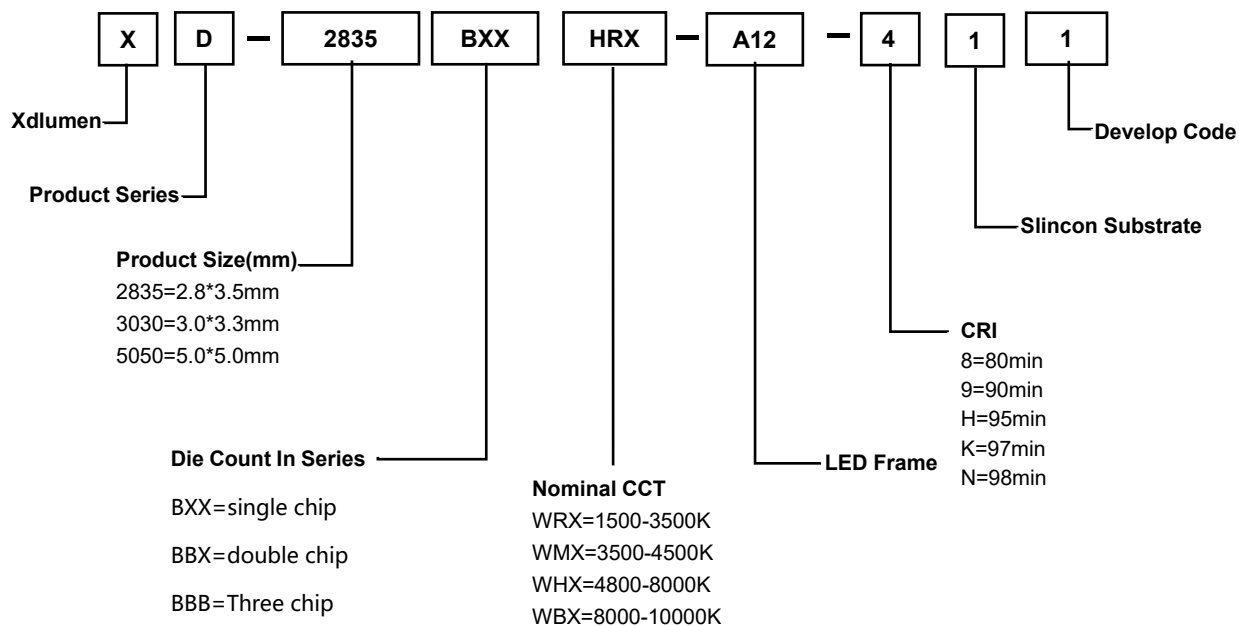 X D - 2835 BXX HRX - A12 - 4 1 1
Xdlumen
Develop Code
Product Series
Slincon Substrate
Product Size(mm)
2835=2.8*3.5mm
3030=3.0*3.3mm
5050=5.0*5.0mm
CRI
8=80min
9=90min
H=95min
K=97min
N=98min
Die Count In Series
BXX=single chip
BBX=double chip
BBB=Three chip
LED Frame
Nominal CCT
WRX=1500-3500K
WMX=3500-4500K
WHX=4800-8000K
WBX=8000-10000K